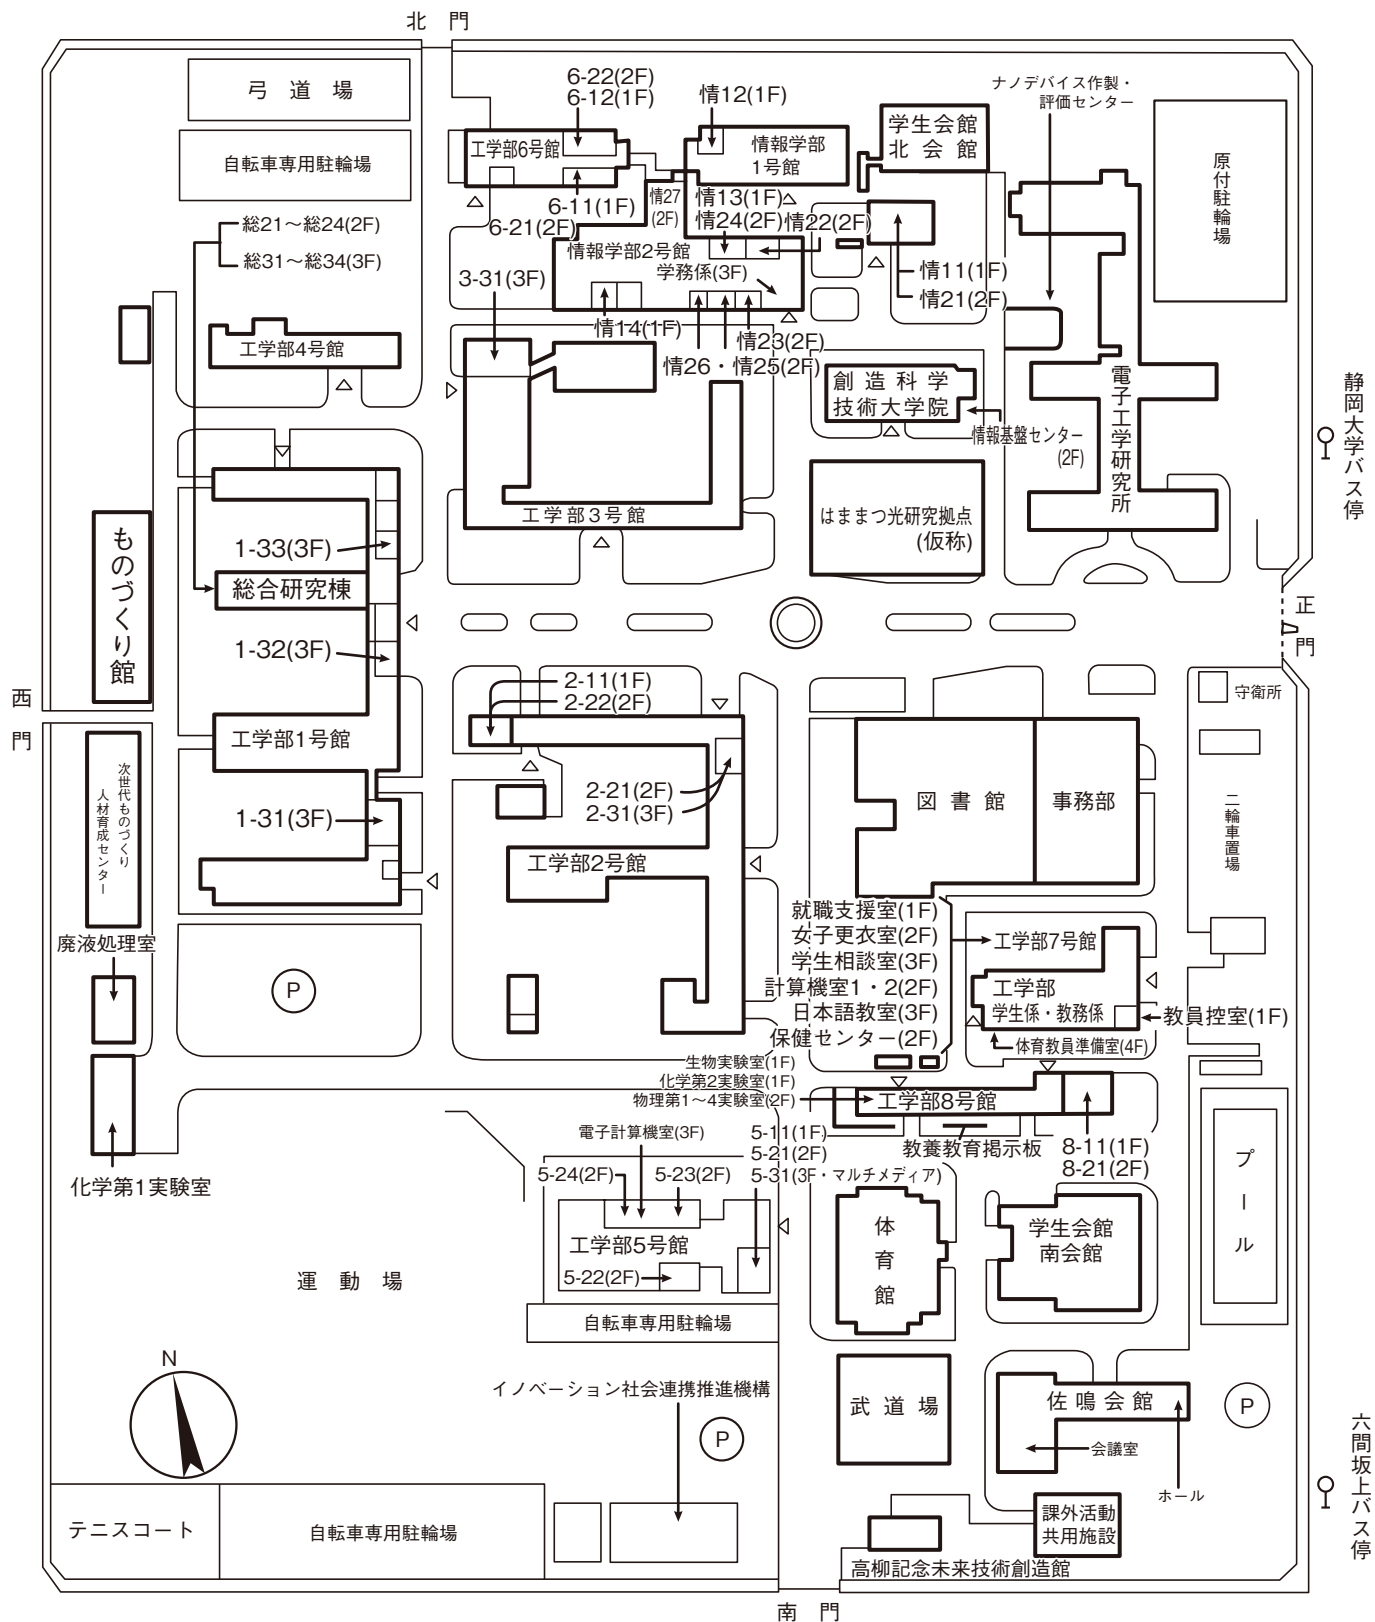 北門
弓道場
自転車専用駐輪場
6-22(2F)
6-12(1F)
情12(1F)
工学部6号館
情報学部
1号館
学生会館
北会館
ナノデバイス作製・
評価センター
原付駐輪場
総21～総24(2F)
総31～総34(3F)
6-11(1F)
6-21(2F)
情27
(2F)
情13(1F)
情24(2F)
情22(2F)
情報学部2号館
学務係(3F)
3-31(3F)
情11(1F)
情21(2F)
情14(1F)
情23(2F)
情26・情25(2F)
工学部4号館
創造科学
技術大学院
情報基盤センター
(2F)
電子工学研究所
静岡大学バス停
工学部3号館
はままつ光研究拠点
(仮称)
ものづくり館
1-33(3F)
総合研究棟
1-32(3F)
正門
守衛所
西門
2-11(1F)
2-22(2F)
工学部1号館
次世代ものづくり
人材育成センター
2-21(2F)
2-31(3F)
図書館
事務部
二輪車置場
1-31(3F)
工学部2号館
廃液処理室
P
就職支援室(1F)
女子更衣室(2F)
学生相談室(3F)
計算機室1・2(2F)
日本語教室(3F)
保健センター(2F)
工学部7号館
工学部
学生係・教務係
教員控室(1F)
体育教員準備室(4F)
生物実験室(1F)
化学第2実験室(1F)
物理第1～4実験室(2F)
工学部8号館
教養教育掲示板
8-11(1F)
8-21(2F)
化学第1実験室
電子計算機室(3F)
5-24(2F)
5-23(2F)
5-11(1F)
5-21(2F)
5-31(3F・マルチメディア)
工学部5号館
5-22(2F)
体育館
学生会館
南会館
プール
運動場
自転車専用駐輪場
N
イノベーション社会連携推進機構
P
武道場
佐鳴会館
会議室
ホール
P
六間坂上バス停
テニスコート
自転車専用駐輪場
課外活動
共用施設
高柳記念未来技術創造館
南門